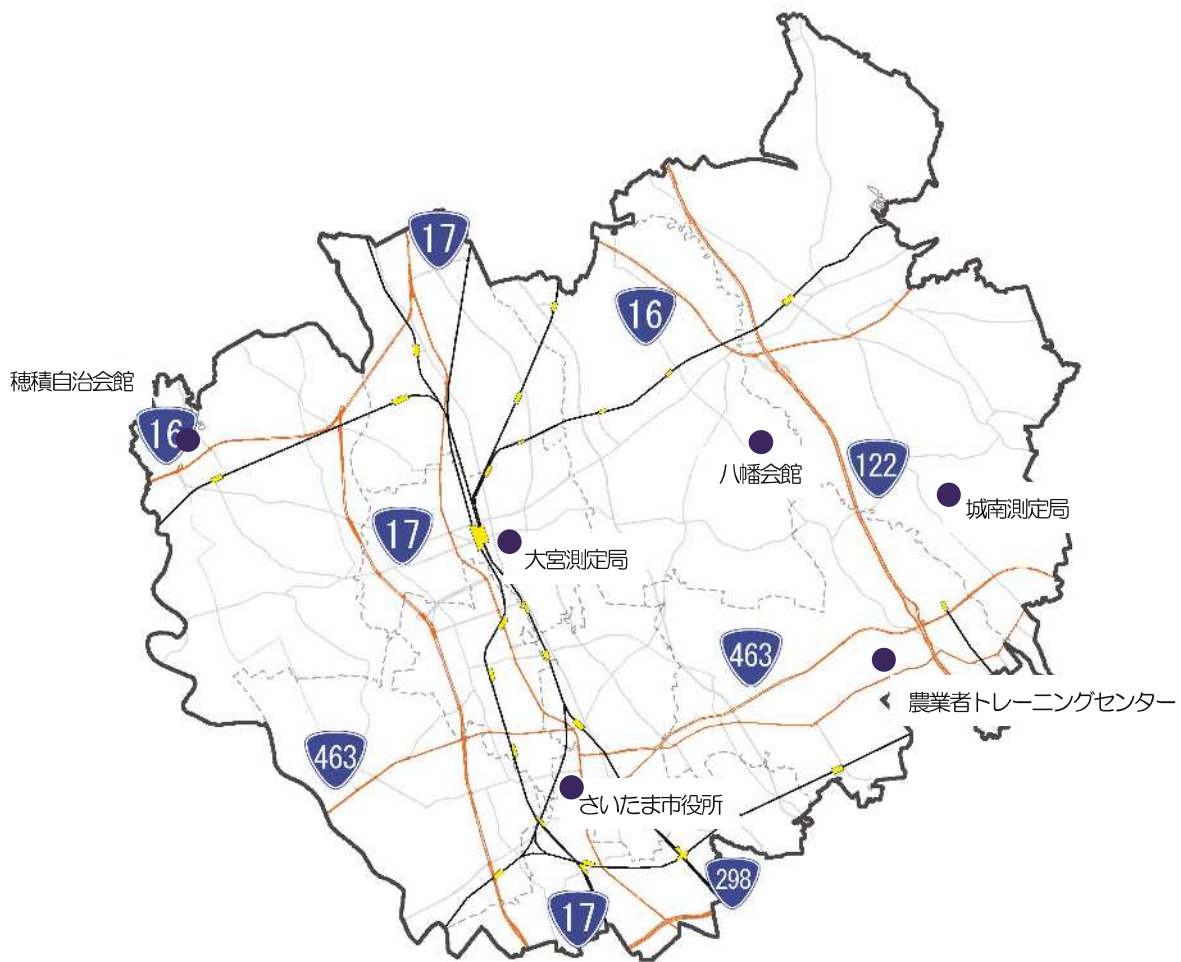 17
16
穂積自治会館
16
八幡会館
122
城南測定局
17
大宮測定局
463
農業者トレーニングセンター
463
さいたま市役所
298
17